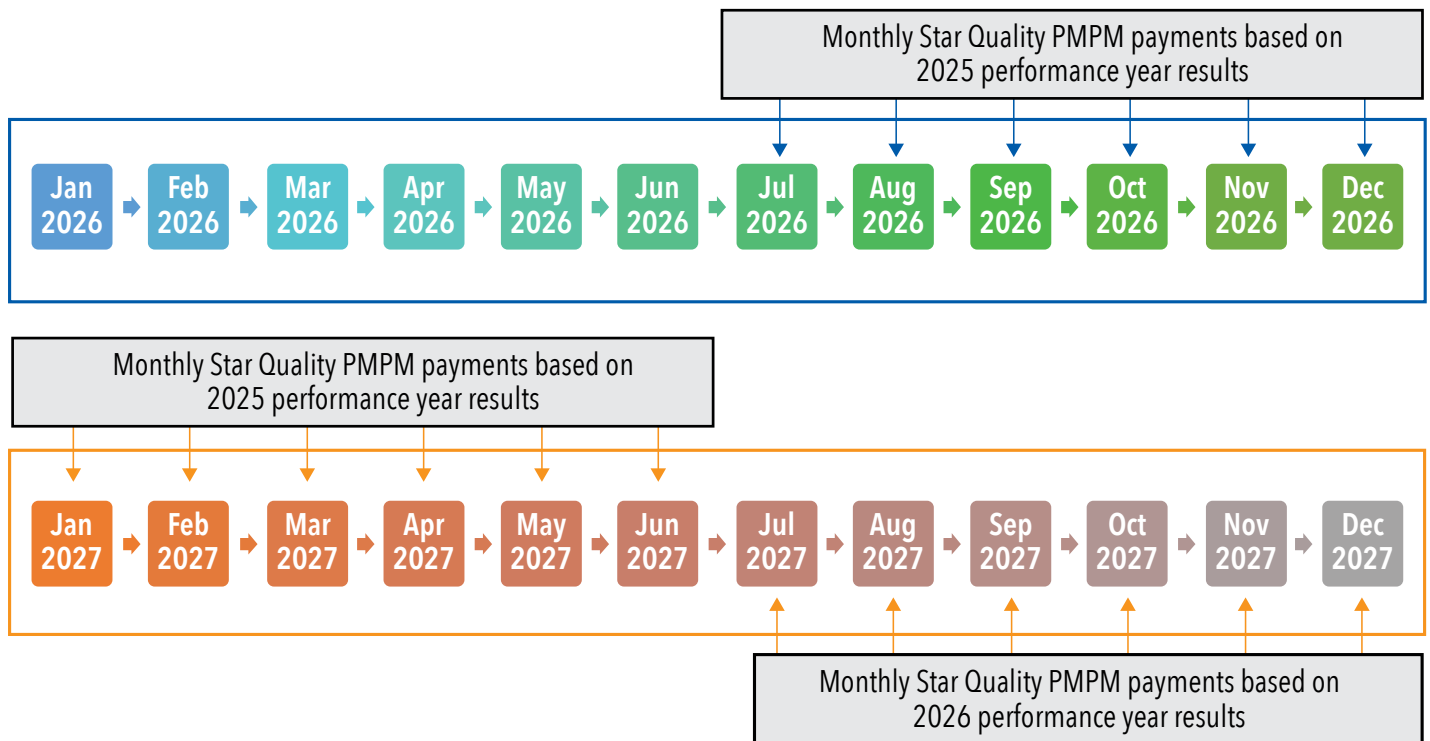 Monthly Star Quality PMPM payments based on
2025 performance year results
Jan
2026
Feb
2026
Mar
2026
Apr
2026
May
2026
Jun
2026
Jul
2026
Aug
2026
Sep
2026
Oct
2026
Nov
2026
Dec
2026
Monthly Star Quality PMPM payments based on
2025 performance year results
Jan
2027
Feb
2027
Mar
2027
Apr
2027
May
2027
Jun
2027
Jul
2027
Aug
2027
Sep
2027
Oct
2027
Nov
2027
Dec
2027
Monthly Star Quality PMPM payments based on
2026 performance year results